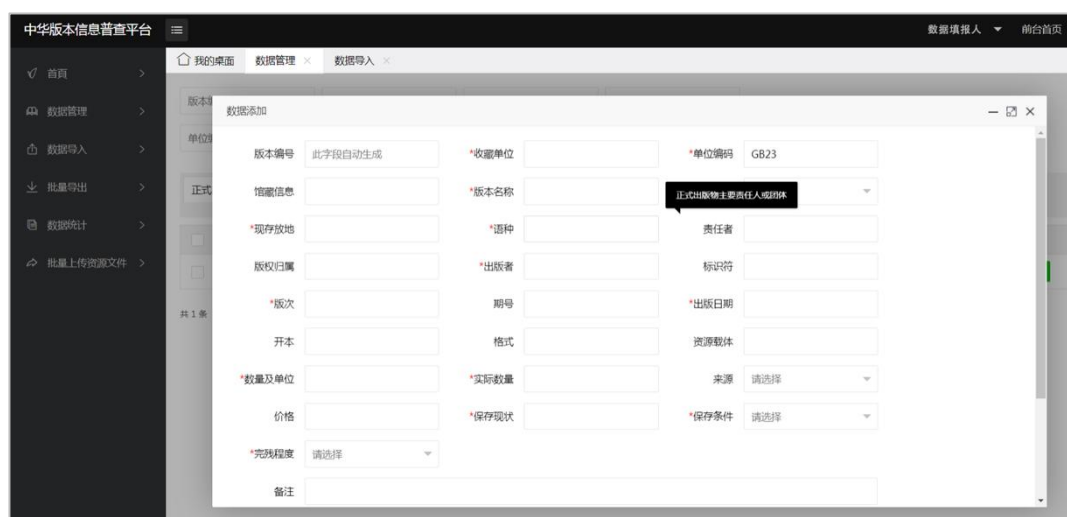 中华版本信息普查平台
数据填报人 前台首页
我的桌面 数据管理 × 数据导入 ×
首頁
数据管理
数据导入
批量导出
数据统计
批量上传资源文件
版本
单位
正式
共 1 条
数据添加
版本编号 此字段自动生成 *收藏单位 *单位编码 GB23
馆藏信息 *版本名称
正式出版物主要责任人或团体
*现存放地 *语种 责任者
版权归属 *出版者 标识符
*版次 期号 *出版日期
开本 格式 资源载体
*数量及单位 *实际数量 来源 请选择
价格 *保存现状 *保存条件 请选择
*完残程度 请选择
备注